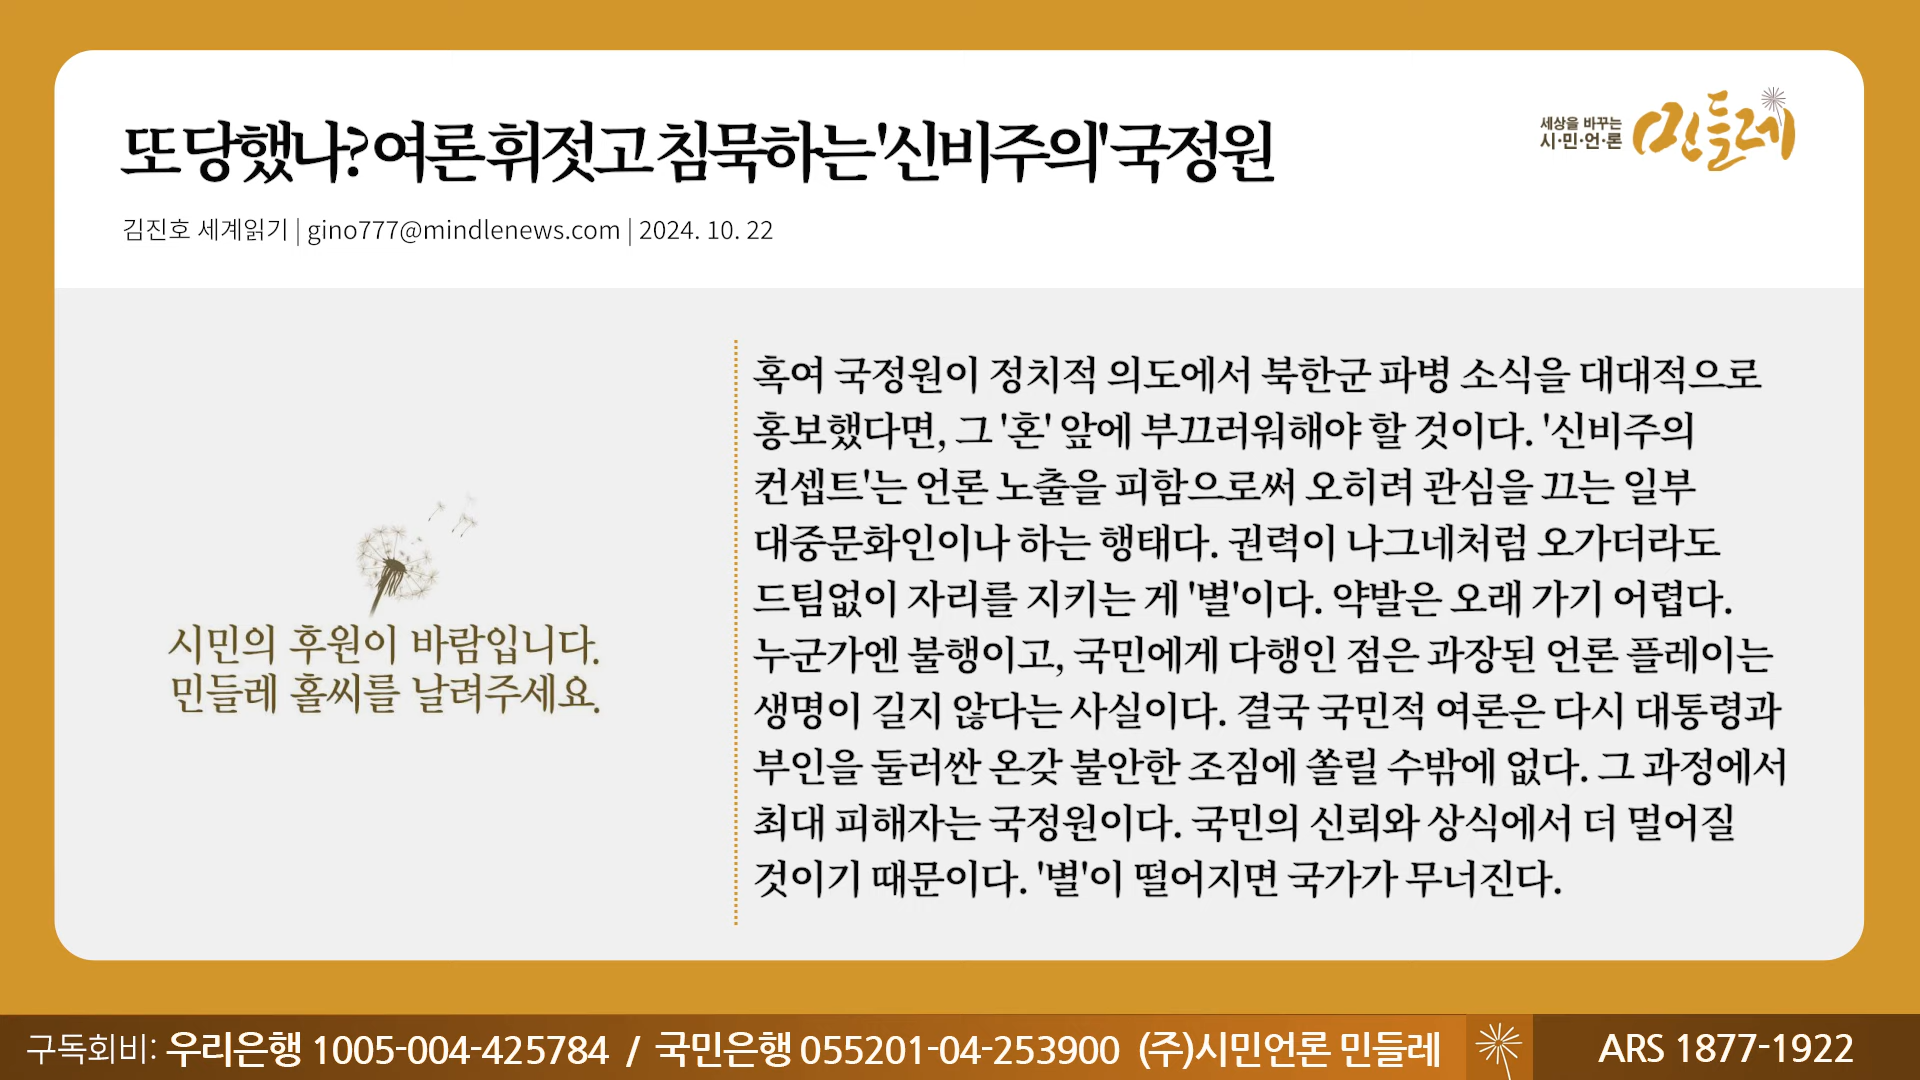 또 당했나? 여론 휘젓고 침묵하는 '신비주의' 국정원
세상을 바꾸는
시·민·언·론
민들레
김진호 세계읽기 | gino777@mindlenews.com | 2024. 10. 22
시민의 후원이 바람입니다.
민들레 홀씨를 날려주세요.
혹여 국정원이 정치적 의도에서 북한군 파병 소식을 대대적으로
홍보했다면, 그 '혼' 앞에 부끄러워해야 할 것이다. '신비주의
컨셉트'는 언론 노출을 피함으로써 오히려 관심을 끄는 일부
대중문화인이나 하는 행태다. 권력이 나그네처럼 오가더라도
드팀없이 자리를 지키는 게 '별'이다. 약발은 오래 가기 어렵다.
누군가엔 불행이고, 국민에게 다행인 점은 과장된 언론 플레이는
생명이 길지 않다는 사실이다. 결국 국민적 여론은 다시 대통령과
부인을 둘러싼 온갖 불안한 조짐에 쏠릴 수밖에 없다. 그 과정에서
최대 피해자는 국정원이다. 국민의 신뢰와 상식에서 더 멀어질
것이기 때문이다. '별'이 떨어지면 국가가 무너진다.
구독회비: 우리은행 1005-004-425784 / 국민은행 055201-04-253900 (주)시민언론 민들레
ARS 1877-1922